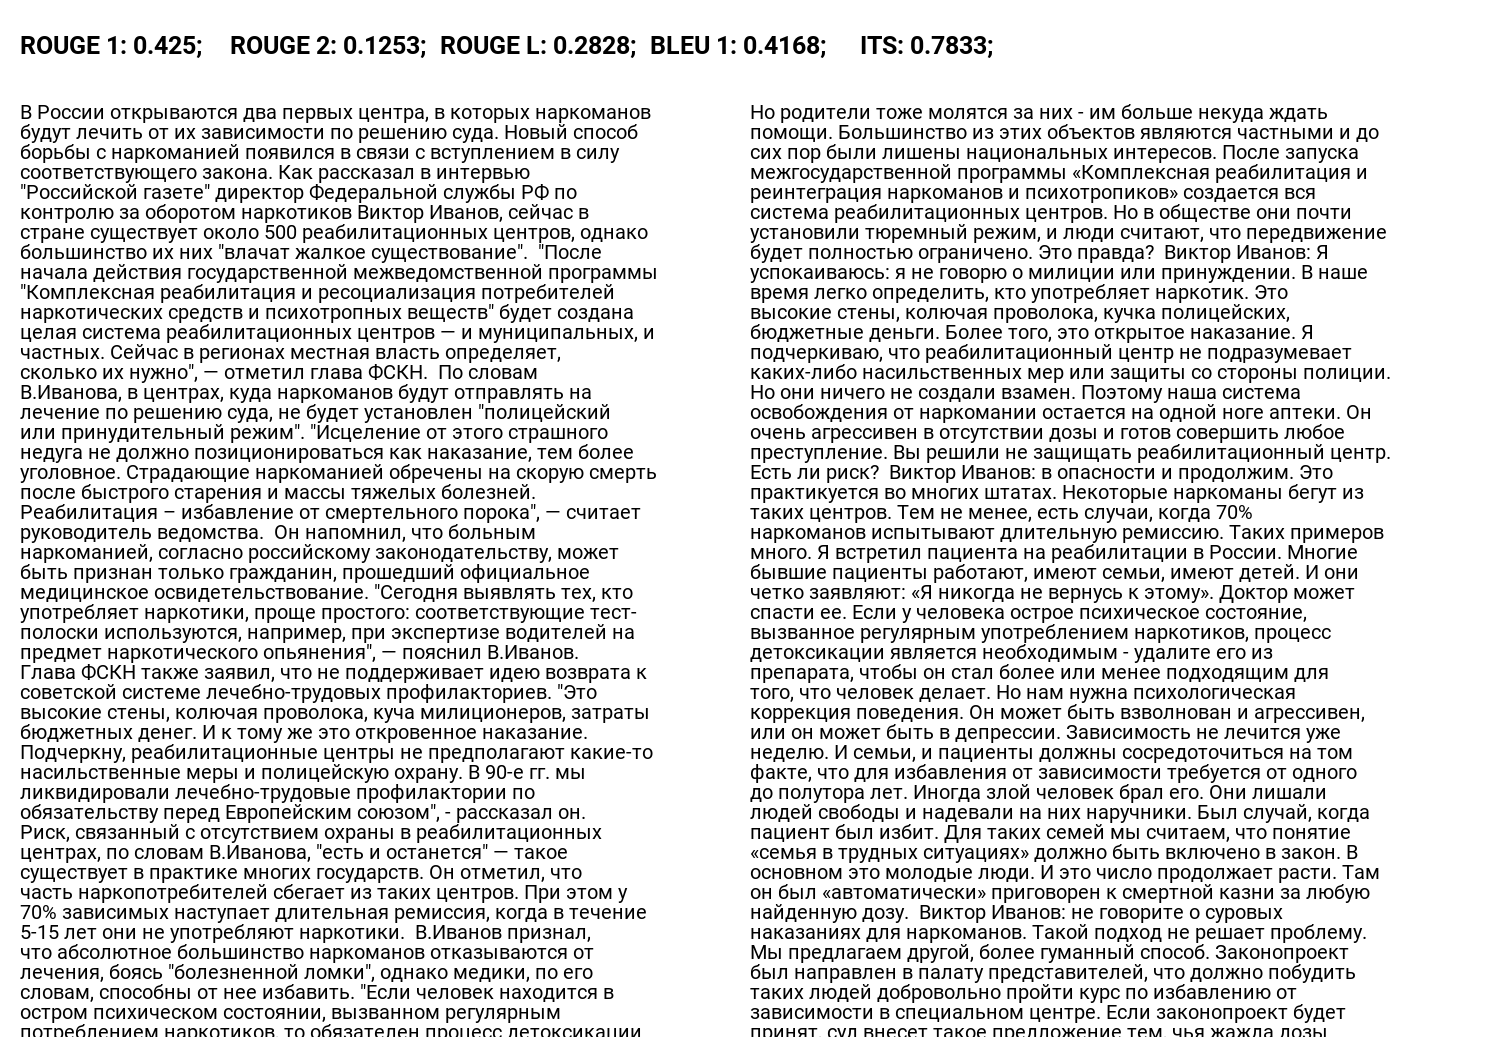 ROUGE 1: 0.425; ROUGE 2: 0.1253; ROUGE L: 0.2828; BLEU 1: 0.4168; ITS: 0.7833;
В России открываются два первых центра, в которых наркоманов
будут лечить от их зависимости по решению суда. Новый способ
борьбы с наркоманией появился в связи с вступлением в силу
соответствующего закона. Как рассказал в интервью
"Российской газете" директор Федеральной службы РФ по
контролю за оборотом наркотиков Виктор Иванов, сейчас в
стране существует около 500 реабилитационных центров, однако
большинство их них "влачат жалкое существование".  "После
начала действия государственной межведомственной программы
"Комплексная реабилитация и ресоциализация потребителей
наркотических средств и психотропных веществ" будет создана
целая система реабилитационных центров — и муниципальных, и
частных. Сейчас в регионах местная власть определяет,
сколько их нужно", — отметил глава ФСКН.  По словам
В.Иванова, в центрах, куда наркоманов будут отправлять на
лечение по решению суда, не будет установлен "полицейский
или принудительный режим". "Исцеление от этого страшного
недуга не должно позиционироваться как наказание, тем более
уголовное. Страдающие наркоманией обречены на скорую смерть
после быстрого старения и массы тяжелых болезней.
Реабилитация – избавление от смертельного порока", — считает
руководитель ведомства.  Он напомнил, что больным
наркоманией, согласно российскому законодательству, может
быть признан только гражданин, прошедший официальное
медицинское освидетельствование. "Сегодня выявлять тех, кто
употребляет наркотики, проще простого: соответствующие тест-
полоски используются, например, при экспертизе водителей на
предмет наркотического опьянения", — пояснил В.Иванов.
Глава ФСКН также заявил, что не поддерживает идею возврата к
советской системе лечебно-трудовых профилакториев. "Это
высокие стены, колючая проволока, куча милиционеров, затраты
бюджетных денег. И к тому же это откровенное наказание.
Подчеркну, реабилитационные центры не предполагают какие-то
насильственные меры и полицейскую охрану. В 90-е гг. мы
ликвидировали лечебно-трудовые профилактории по
обязательству перед Европейским союзом", - рассказал он.
Риск, связанный с отсутствием охраны в реабилитационных
центрах, по словам В.Иванова, "есть и останется" — такое
существует в практике многих государств. Он отметил, что
часть наркопотребителей сбегает из таких центров. При этом у
70% зависимых наступает длительная ремиссия, когда в течение
5-15 лет они не употребляют наркотики.  В.Иванов признал,
что абсолютное большинство наркоманов отказываются от
лечения, боясь "болезненной ломки", однако медики, по его
словам, способны от нее избавить. "Если человек находится в
остром психическом состоянии, вызванном регулярным
потреблением наркотиков, то обязателен процесс детоксикации
Но родители тоже молятся за них - им больше некуда ждать
помощи. Большинство из этих объектов являются частными и до
сих пор были лишены национальных интересов. После запуска
межгосударственной программы «Комплексная реабилитация и
реинтеграция наркоманов и психотропиков» создается вся
система реабилитационных центров. Но в обществе они почти
установили тюремный режим, и люди считают, что передвижение
будет полностью ограничено. Это правда?  Виктор Иванов: Я
успокаиваюсь: я не говорю о милиции или принуждении. В наше
время легко определить, кто употребляет наркотик. Это
высокие стены, колючая проволока, кучка полицейских,
бюджетные деньги. Более того, это открытое наказание. Я
подчеркиваю, что реабилитационный центр не подразумевает
каких-либо насильственных мер или защиты со стороны полиции.
Но они ничего не создали взамен. Поэтому наша система
освобождения от наркомании остается на одной ноге аптеки. Он
очень агрессивен в отсутствии дозы и готов совершить любое
преступление. Вы решили не защищать реабилитационный центр.
Есть ли риск?  Виктор Иванов: в опасности и продолжим. Это
практикуется во многих штатах. Некоторые наркоманы бегут из
таких центров. Тем не менее, есть случаи, когда 70%
наркоманов испытывают длительную ремиссию. Таких примеров
много. Я встретил пациента на реабилитации в России. Многие
бывшие пациенты работают, имеют семьи, имеют детей. И они
четко заявляют: «Я никогда не вернусь к этому». Доктор может
спасти ее. Если у человека острое психическое состояние,
вызванное регулярным употреблением наркотиков, процесс
детоксикации является необходимым - удалите его из
препарата, чтобы он стал более или менее подходящим для
того, что человек делает. Но нам нужна психологическая
коррекция поведения. Он может быть взволнован и агрессивен,
или он может быть в депрессии. Зависимость не лечится уже
неделю. И семьи, и пациенты должны сосредоточиться на том
факте, что для избавления от зависимости требуется от одного
до полутора лет. Иногда злой человек брал его. Они лишали
людей свободы и надевали на них наручники. Был случай, когда
пациент был избит. Для таких семей мы считаем, что понятие
«семья в трудных ситуациях» должно быть включено в закон. В
основном это молодые люди. И это число продолжает расти. Там
он был «автоматически» приговорен к смертной казни за любую
найденную дозу.  Виктор Иванов: не говорите о суровых
наказаниях для наркоманов. Такой подход не решает проблему.
Мы предлагаем другой, более гуманный способ. Законопроект
был направлен в палату представителей, что должно побудить
таких людей добровольно пройти курс по избавлению от
зависимости в специальном центре. Если законопроект будет
принят, суд внесет такое предложение тем, чья жажда дозы